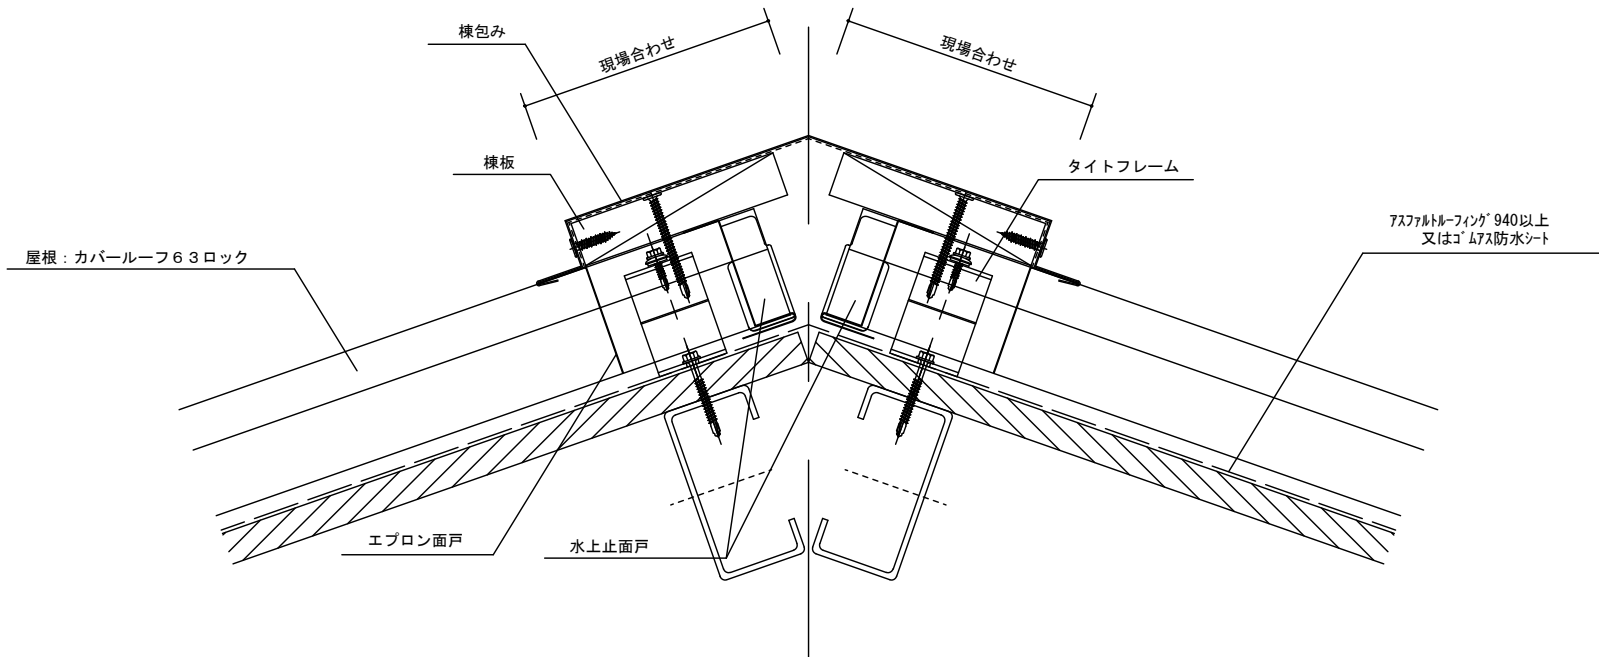 棟包み
現場合わせ
現場合わせ
棟板
タイトフレーム
アスファルトルーフィング 940以上
又はゴムアス防水シート
屋根：カバールーフ６３ロック
エプロン面戸
水上止面戸